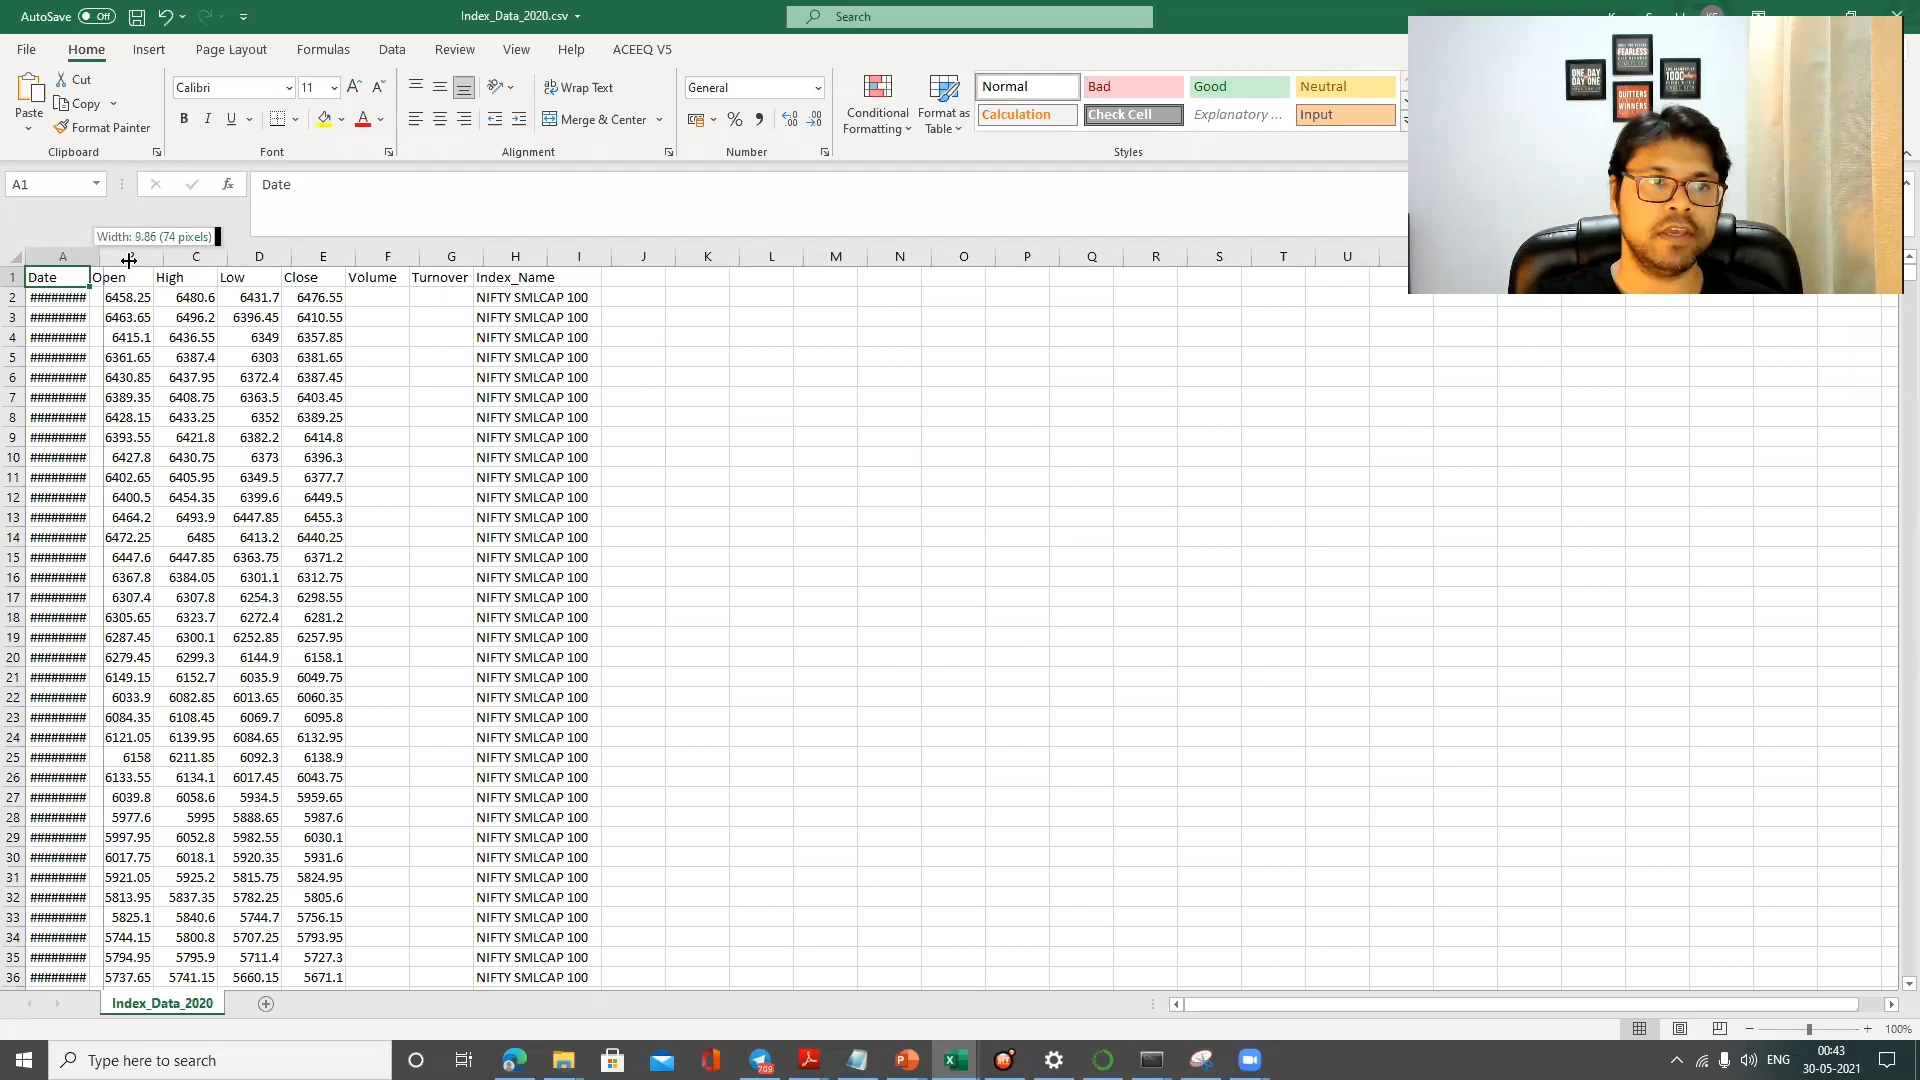 AutoSave Off Index_Data_2020.csv Search
File Home Insert Page Layout Formulas Data Review View Help ACEEQ V5
Paste Cut Copy Format Painter Clipboard
Calibri 11 B I U Font
Wrap Text Merge & Center Alignment
General % Number
Conditional Formatting Format as Table
Normal Bad Good Neutral
Calculation Check Cell Explanatory ... Input
Styles
ONE DAY DAY ONE
FEARLESS
QUITTERS WINNERS
A1 fx Date
Width: 9.86 (74 pixels)
A C D E F G H I J K L M N O P Q R S T U
1 Date Open High Low Close Volume Turnover Index_Name
2 ######## 6458.25 6480.6 6431.7 6476.55 NIFTY SMLCAP 100
3 ######## 6463.65 6496.2 6396.45 6410.55 NIFTY SMLCAP 100
4 ######## 6415.1 6436.55 6349 6357.85 NIFTY SMLCAP 100
5 ######## 6361.65 6387.4 6303 6381.65 NIFTY SMLCAP 100
6 ######## 6430.85 6437.95 6372.4 6387.45 NIFTY SMLCAP 100
7 ######## 6389.35 6408.75 6363.5 6403.45 NIFTY SMLCAP 100
8 ######## 6428.15 6433.25 6352 6389.25 NIFTY SMLCAP 100
9 ######## 6393.55 6421.8 6382.2 6414.8 NIFTY SMLCAP 100
10 ######## 6427.8 6430.75 6373 6396.3 NIFTY SMLCAP 100
11 ######## 6402.65 6405.95 6349.5 6377.7 NIFTY SMLCAP 100
12 ######## 6400.5 6454.35 6399.6 6449.5 NIFTY SMLCAP 100
13 ######## 6464.2 6493.9 6447.85 6455.3 NIFTY SMLCAP 100
14 ######## 6472.25 6485 6413.2 6440.25 NIFTY SMLCAP 100
15 ######## 6447.6 6447.85 6363.75 6371.2 NIFTY SMLCAP 100
16 ######## 6367.8 6384.05 6301.1 6312.75 NIFTY SMLCAP 100
17 ######## 6307.4 6307.8 6254.3 6298.55 NIFTY SMLCAP 100
18 ######## 6305.65 6323.7 6272.4 6281.2 NIFTY SMLCAP 100
19 ######## 6287.45 6300.1 6252.85 6257.95 NIFTY SMLCAP 100
20 ######## 6279.45 6299.3 6144.9 6158.1 NIFTY SMLCAP 100
21 ######## 6149.15 6152.7 6035.9 6049.75 NIFTY SMLCAP 100
22 ######## 6033.9 6082.85 6013.65 6060.35 NIFTY SMLCAP 100
23 ######## 6084.35 6108.45 6069.7 6095.8 NIFTY SMLCAP 100
24 ######## 6121.05 6139.95 6084.65 6132.95 NIFTY SMLCAP 100
25 ######## 6158 6211.85 6092.3 6138.9 NIFTY SMLCAP 100
26 ######## 6133.55 6134.1 6017.45 6043.75 NIFTY SMLCAP 100
27 ######## 6039.8 6058.6 5934.5 5959.65 NIFTY SMLCAP 100
28 ######## 5977.6 5995 5888.65 5987.6 NIFTY SMLCAP 100
29 ######## 5997.95 6052.8 5982.55 6030.1 NIFTY SMLCAP 100
30 ######## 6017.75 6018.1 5920.35 5931.6 NIFTY SMLCAP 100
31 ######## 5921.05 5925.2 5815.75 5824.95 NIFTY SMLCAP 100
32 ######## 5813.95 5837.35 5782.25 5805.6 NIFTY SMLCAP 100
33 ######## 5825.1 5840.6 5744.7 5756.15 NIFTY SMLCAP 100
34 ######## 5744.15 5800.8 5707.25 5793.95 NIFTY SMLCAP 100
35 ######## 5794.95 5795.9 5711.4 5727.3 NIFTY SMLCAP 100
36 ######## 5737.65 5741.15 5660.15 5671.1 NIFTY SMLCAP 100
Index_Data_2020
100%
Type here to search 709 ENG 00:43
30-05-2021